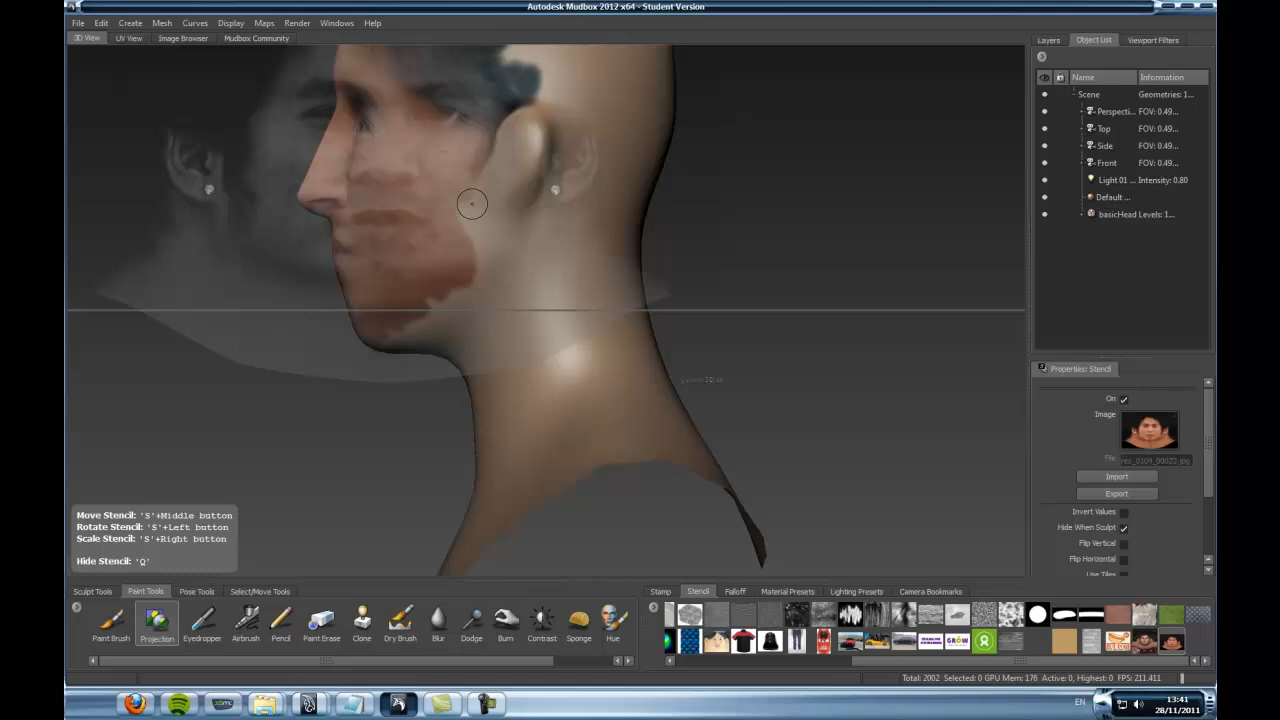 Autodesk Mudbox 2012 x64 - Student Version
File Edit Create Mesh Curves Display Maps Render Windows Help
3D View UV View Image Browser Mudbox Community
Layers Object List Viewport Filters
Name Information
Scene Geometries: 1...
Perspecti... FOV: 0.49...
Top FOV: 0.49...
Side FOV: 0.49...
Front FOV: 0.49...
Light 01 ... Intensity: 0.80
Default ...
basicHead Levels: 1...
Properties: Stencil
On
Image
File res_0104_00022.jpg
Import
Export
Invert Values
Hide When Sculpt
Flip Vertical
Flip Horizontal
Use Tiles
Move Stencil: 'S'+Middle button
Rotate Stencil: 'S'+Left button
Scale Stencil: 'S'+Right button
Hide Stencil: 'Q'
Sculpt Tools Paint Tools Pose Tools Select/Move Tools
Paint Brush Projection Eyedropper Airbrush Pencil Paint Erase Clone Dry Brush Blur Dodge Burn Contrast Sponge Hue
Stamp Stencil Falloff Material Presets Lighting Presets Camera Bookmarks
GROW
Total: 2002 Selected: 0 GPU Mem: 176 Active: 0, Highest: 0 FPS: 211.411
EN
13:41
28/11/2011